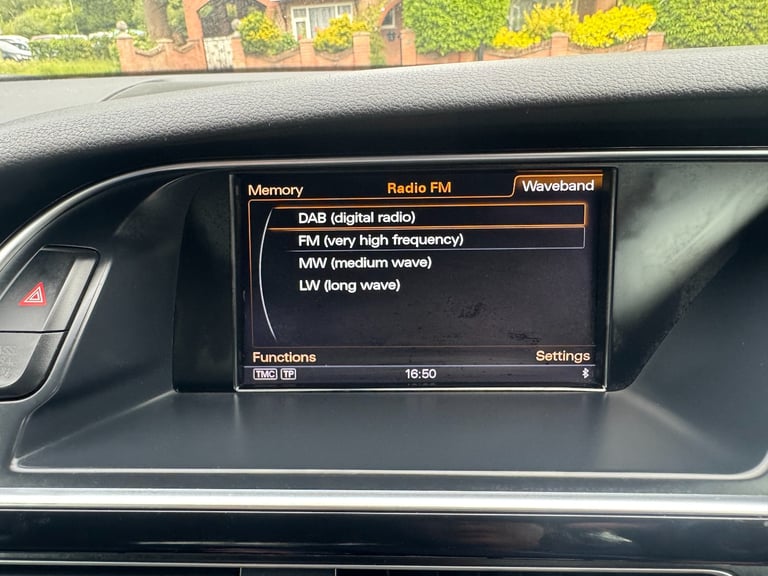 Memory Radio FM Waveband
DAB (digital radio)
FM (very high frequency)
MW (medium wave)
LW (long wave)
Functions Settings
TMC TP 16:50